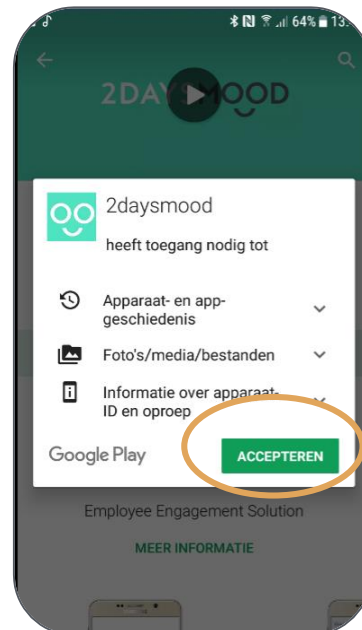 64% 13:
2DAYSMOOD
2daysmood
heeft toegang nodig tot
Apparaat- en app-
geschiedenis
Foto's/media/bestanden
Informatie over apparaat-
ID en oproep
Google Play
ACCEPTEREN
Employee Engagement Solution
MEER INFORMATIE